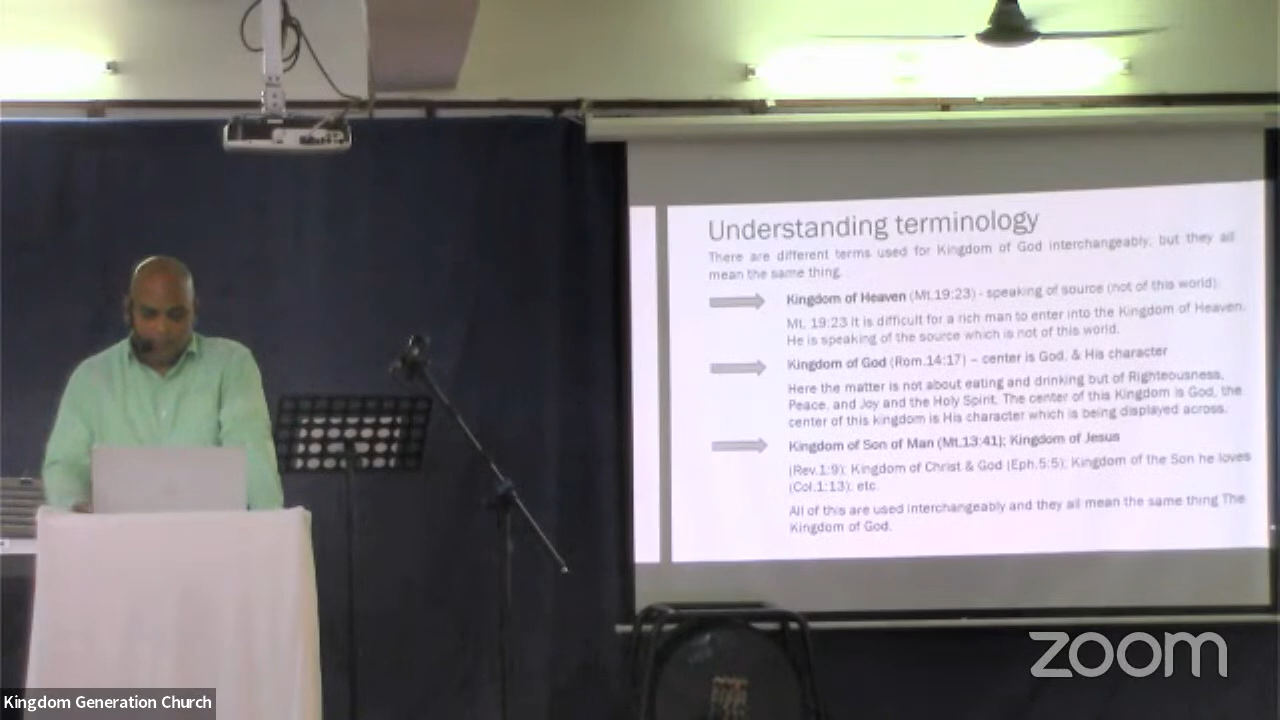 Understanding terminology
There are different terms used for Kingdom of God interchangeably, but they all
mean the same thing.
Kingdom of Heaven (Mt.19:23) - speaking of source (not of this world).
Mt. 19:23 It is difficult for a rich man to enter into the Kingdom of Heaven.
He is speaking of the source which is not of this world.
Kingdom of God (Rom.14:17) – center is God, & His character
Here the matter is not about eating and drinking but of Righteousness,
Peace, and Joy and the Holy Spirit. The center of this Kingdom is God, the
center of this kingdom is His character which is being displayed across.
Kingdom of Son of Man (Mt.13:41); Kingdom of Jesus
(Rev.1:9); Kingdom of Christ & God (Eph.5:5); Kingdom of the Son he loves
(Col.1:13), etc.
All of this are used interchangeably and they all mean the same thing The
Kingdom of God.
zoom
Kingdom Generation Church